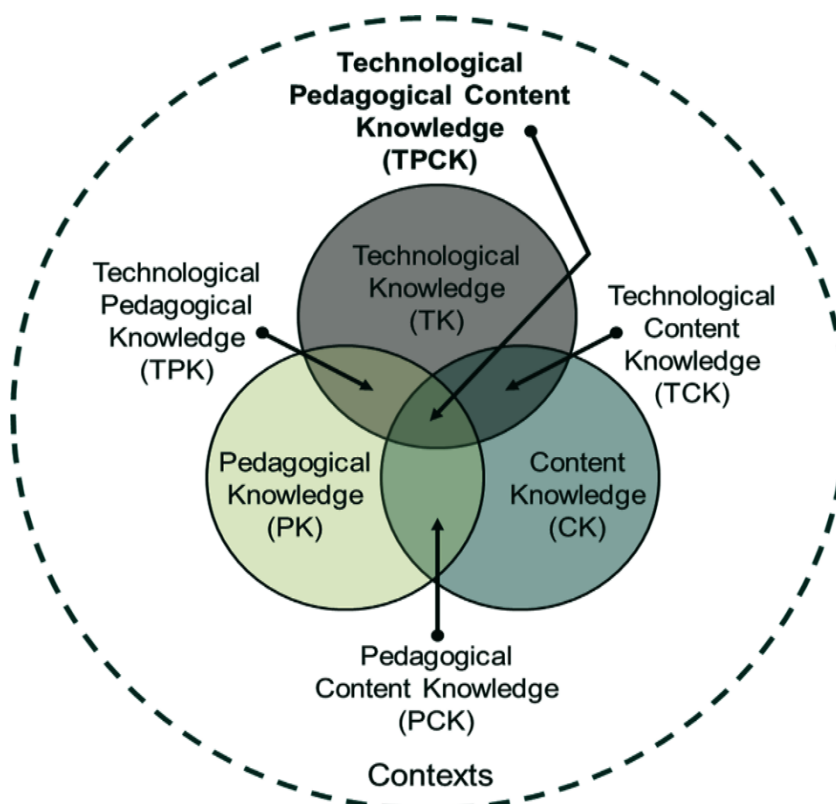 Technological
Pedagogical Content
Knowledge
(TPCK)
Technological
Knowledge
(TK)
Technological
Pedagogical
Knowledge
(TPK)
Technological
Content
Knowledge
(TCK)
Pedagogical
Knowledge
(PK)
Content
Knowledge
(CK)
Pedagogical
Content Knowledge
(PCK)
Contexts